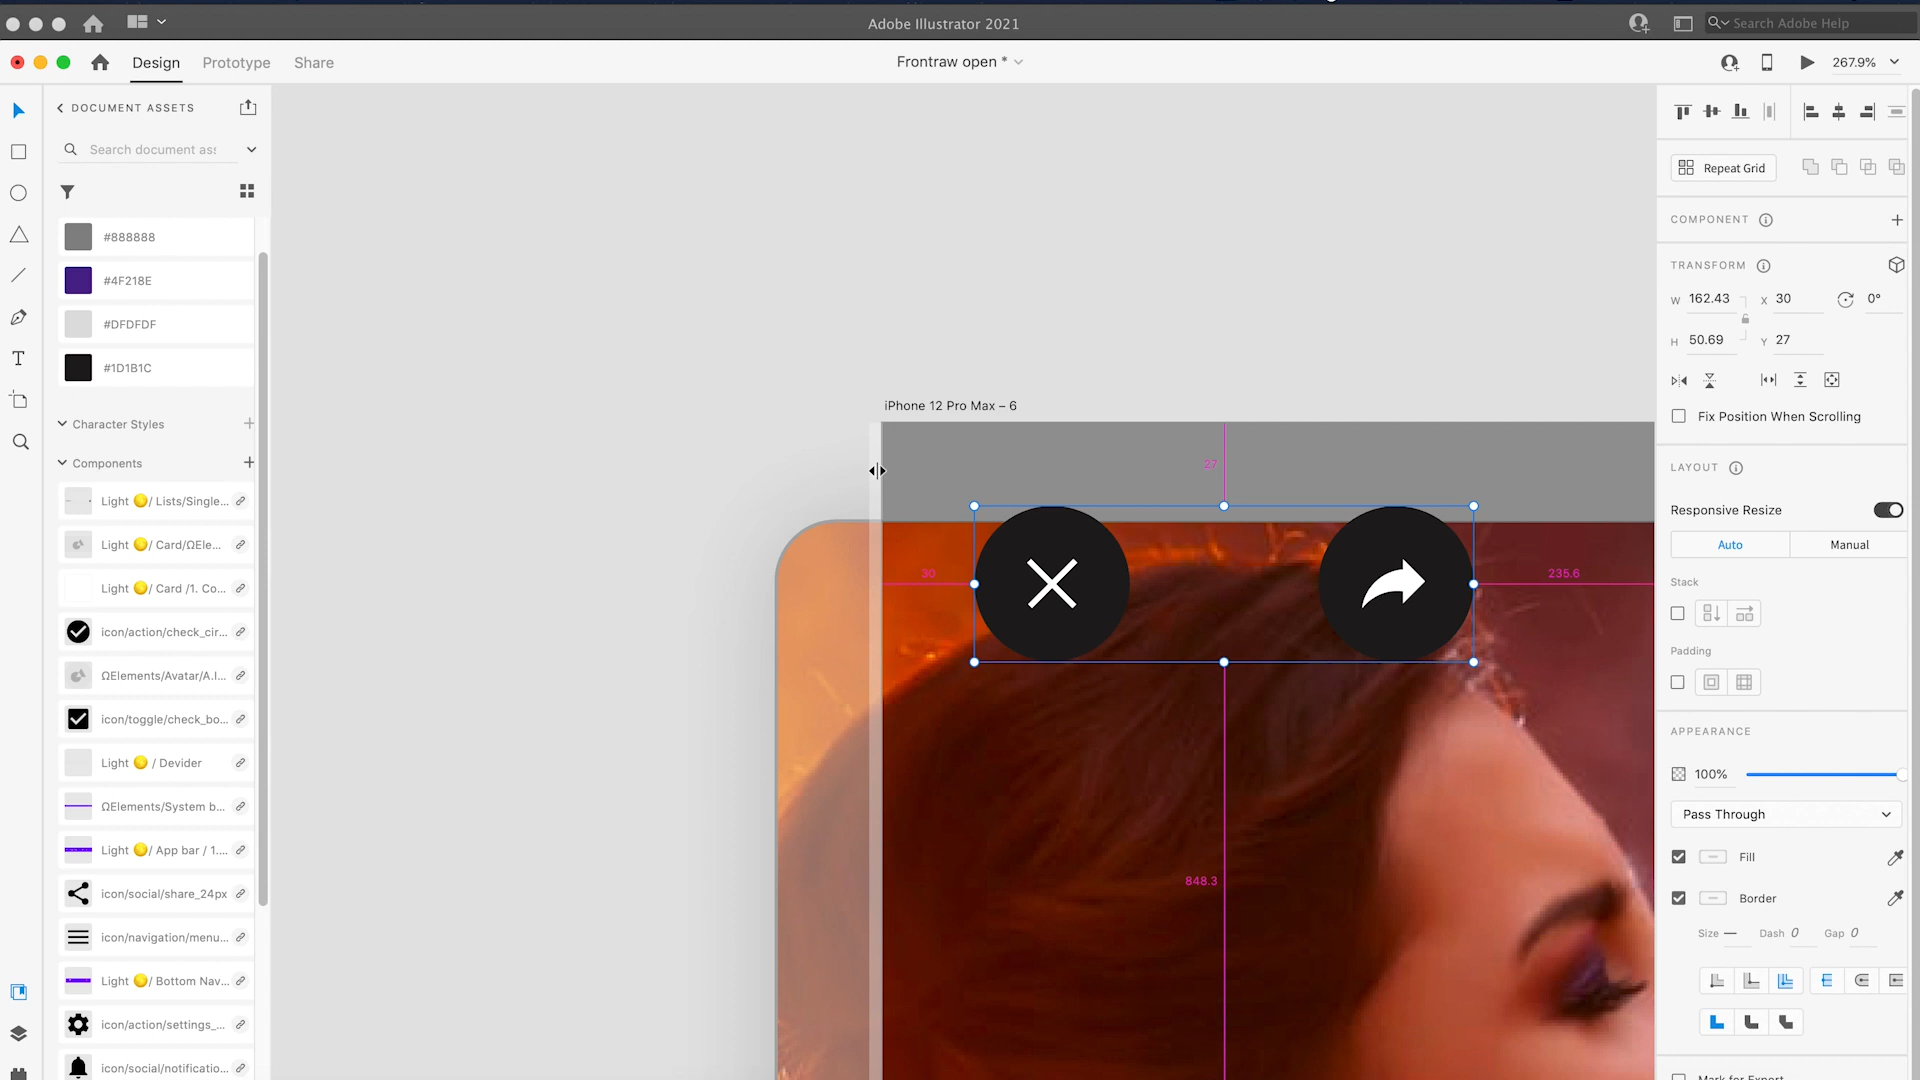 Adobe Illustrator 2021
Search Adobe Help
Design
Prototype
Share
Frontraw open *
267.9%
DOCUMENT ASSETS
Search document ass
#888888
#4F218E
#DFDFDF
#1D1B1C
Character Styles
Components
Light / Lists/Single...
Light / Card/ΩEle...
Light / Card /1. Co...
icon/action/check_cir...
ΩElements/Avatar/A.I...
icon/toggle/check_bo...
Light / Devider
ΩElements/System b...
Light / App bar / 1....
icon/social/share_24px
icon/navigation/menu...
Light / Bottom Nav...
icon/action/settings_...
icon/social/notificatio...
iPhone 12 Pro Max – 6
27
30
235.6
848.3
Repeat Grid
COMPONENT
TRANSFORM
W 162.43
X 30
0°
H 50.69
Y 27
Fix Position When Scrolling
LAYOUT
Responsive Resize
Auto
Manual
Stack
Padding
APPEARANCE
100%
Pass Through
Fill
Border
Size —
Dash 0
Gap 0
Mark for Export